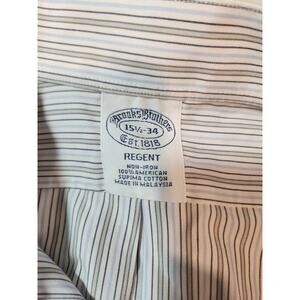 Brooks Brothers
15½-34
EST. 1818
REGENT
NON-IRON
100% AMERICAN
SUPIMA COTTON
MADE IN MALAYSIA